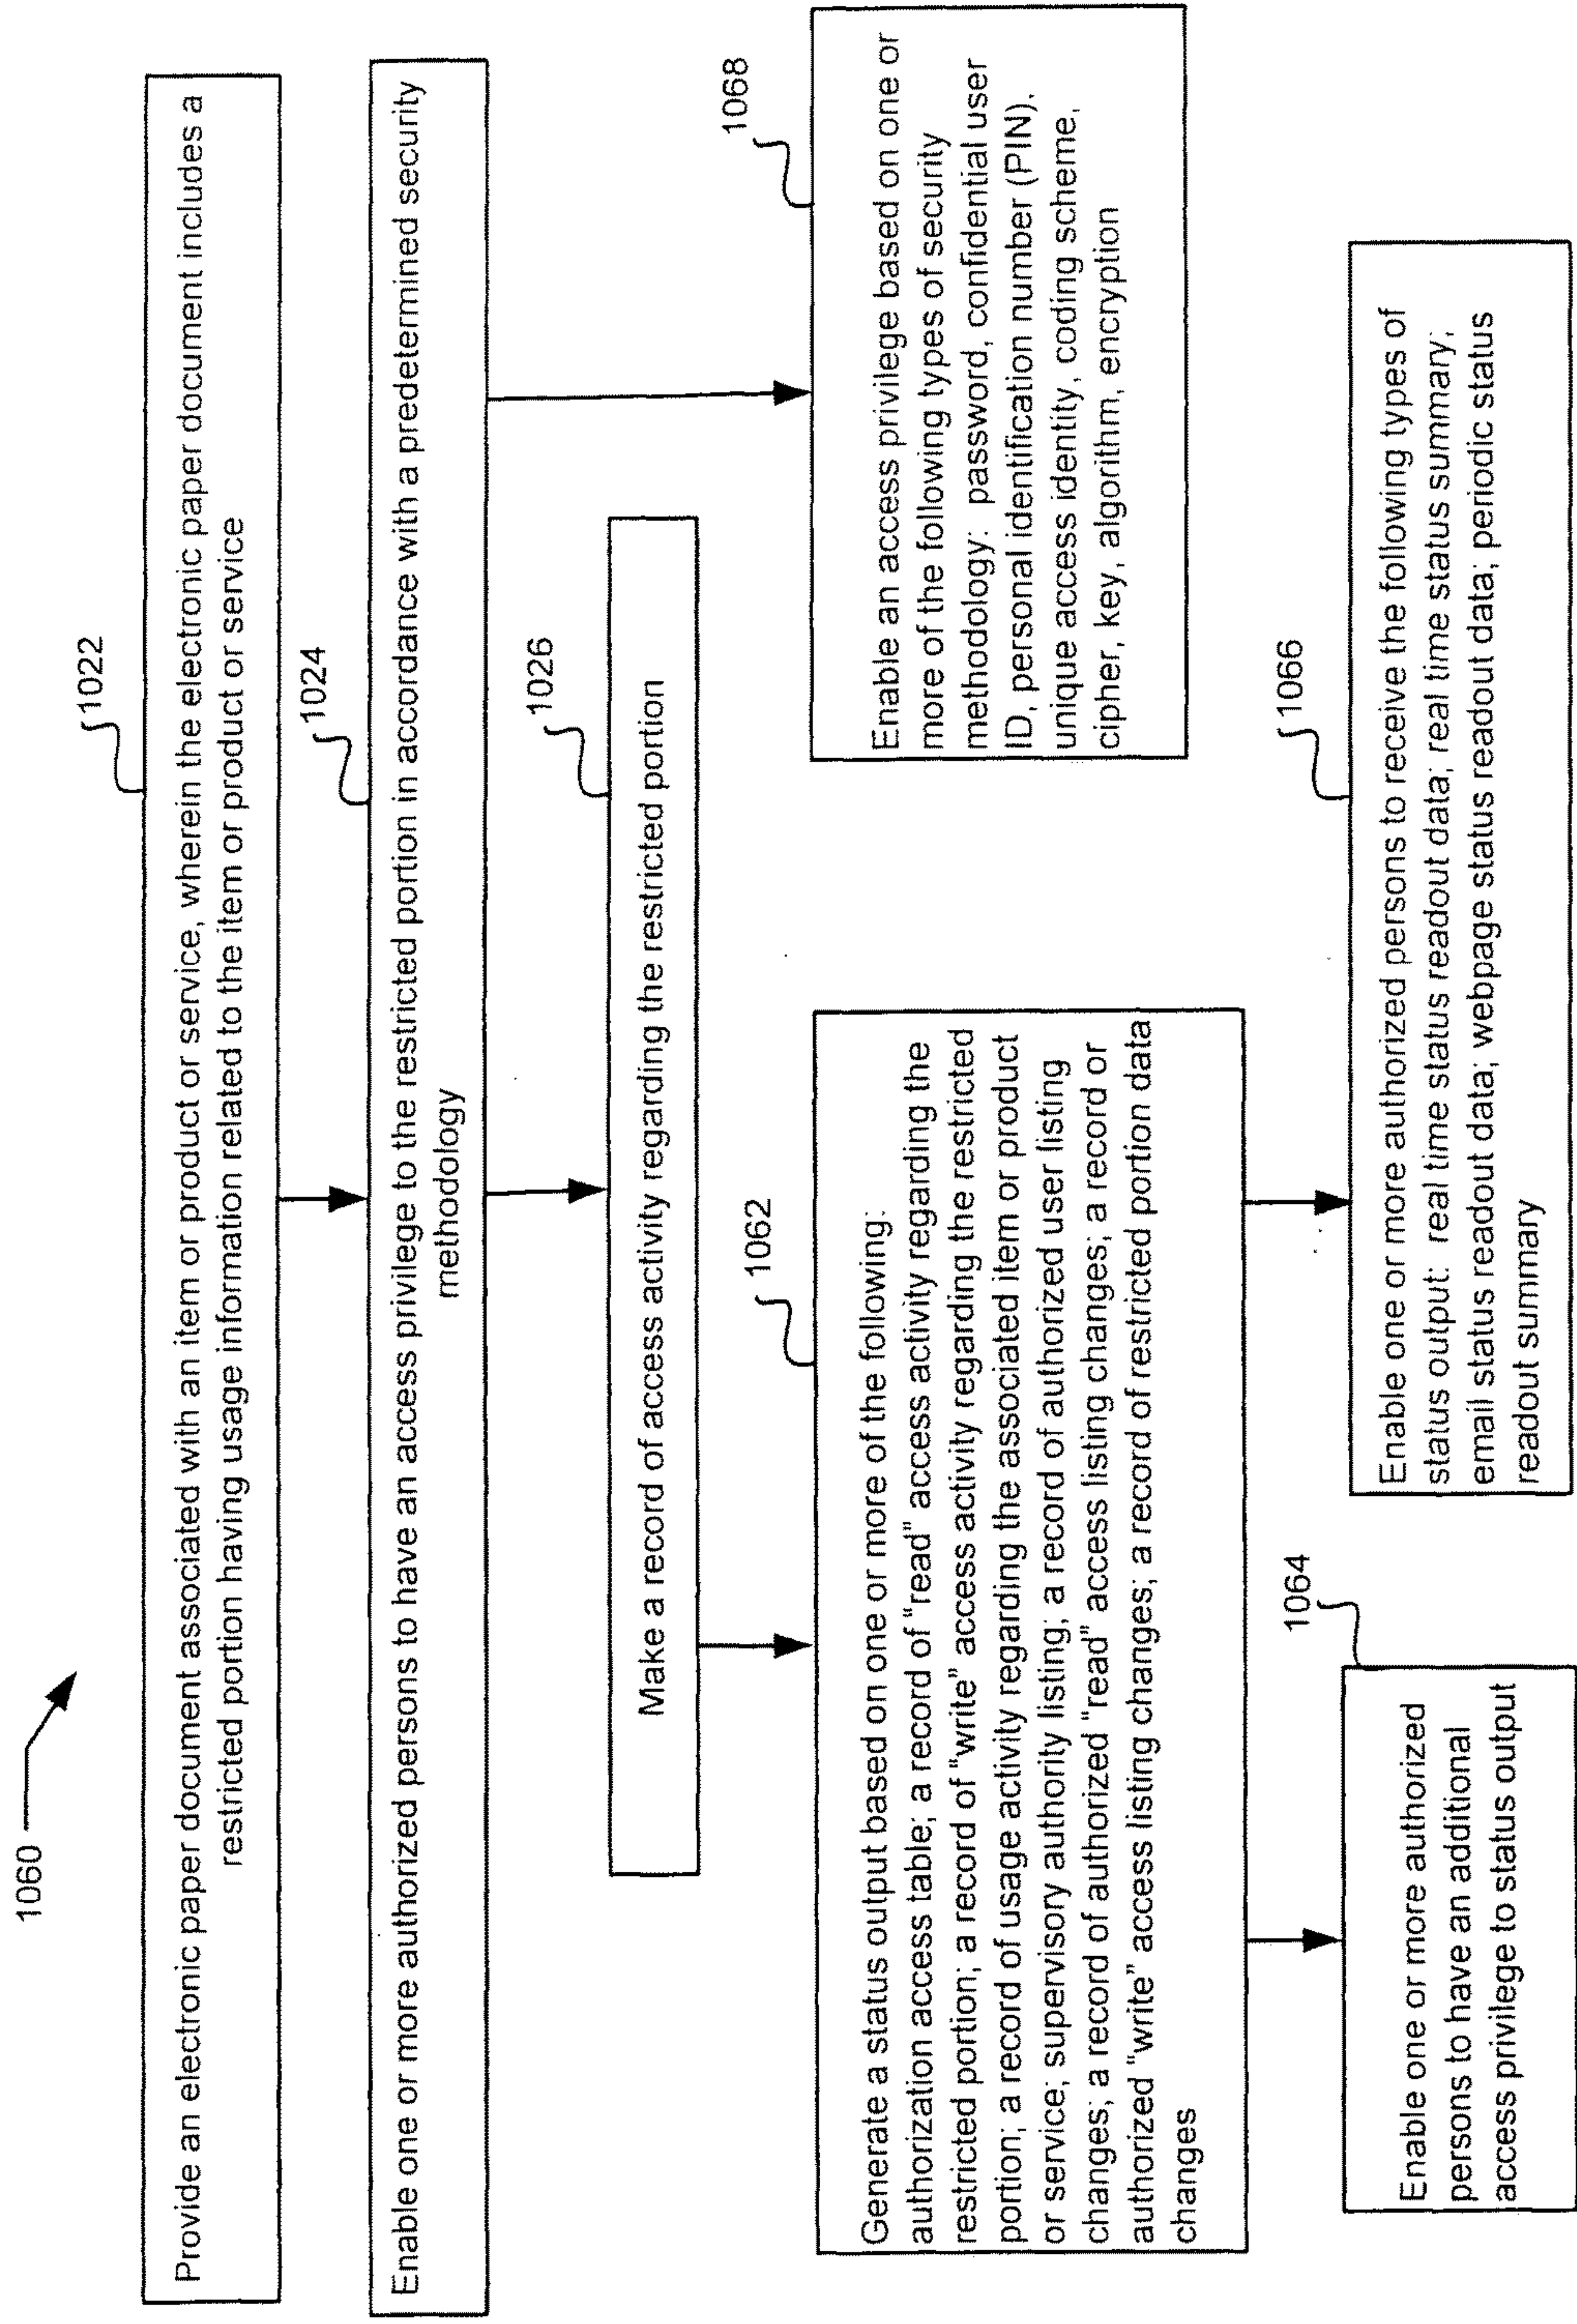 1060
1022
Provide an electronic paper document associated with an item or product or service, wherein the electronic paper document includes a
restricted portion having usage information related to the item or product or service
1024
Enable one or more authorized persons to have an access privilege to the restricted portion in accordance with a predetermined security
methodology
1026
Make a record of access activity regarding the restricted portion
1062
Generate a status output based on one or more of the following:
authorization access table; a record of "read" access activity regarding the
restricted portion; a record of "write" access activity regarding the restricted
portion; a record of usage activity regarding the associated item or product
or service; supervisory authority listing; a record of authorized user listing
changes; a record of authorized "read" access listing changes; a record or
authorized "write" access listing changes; a record of restricted portion data
changes
1068
Enable an access privilege based on one or
more of the following types of security
methodology: password, confidential user
ID, personal identification number (PIN),
unique access identity, coding scheme,
cipher, key, algorithm, encryption
1064
Enable one or more authorized
persons to have an additional
access privilege to status output
1066
Enable one or more authorized persons to receive the following types of
status output: real time status readout data; real time status summary;
email status readout data; webpage status readout data; periodic status
readout summary